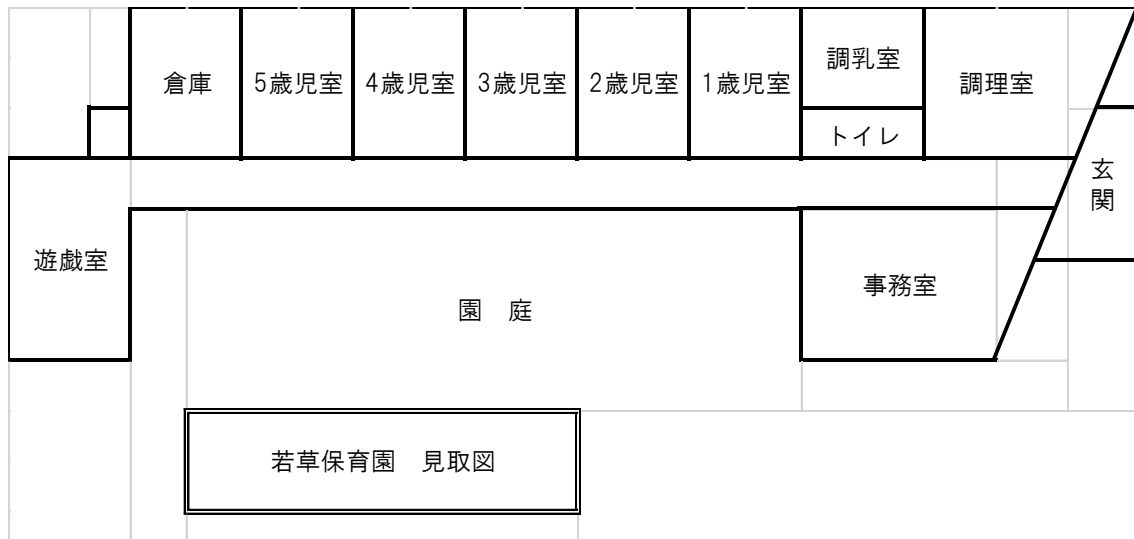 倉庫
5歳児室
4歳児室
3歳児室
2歳児室
1歳児室
調乳室
トイレ
調理室
玄関
遊戯室
園　庭
事務室
若草保育園　見取図